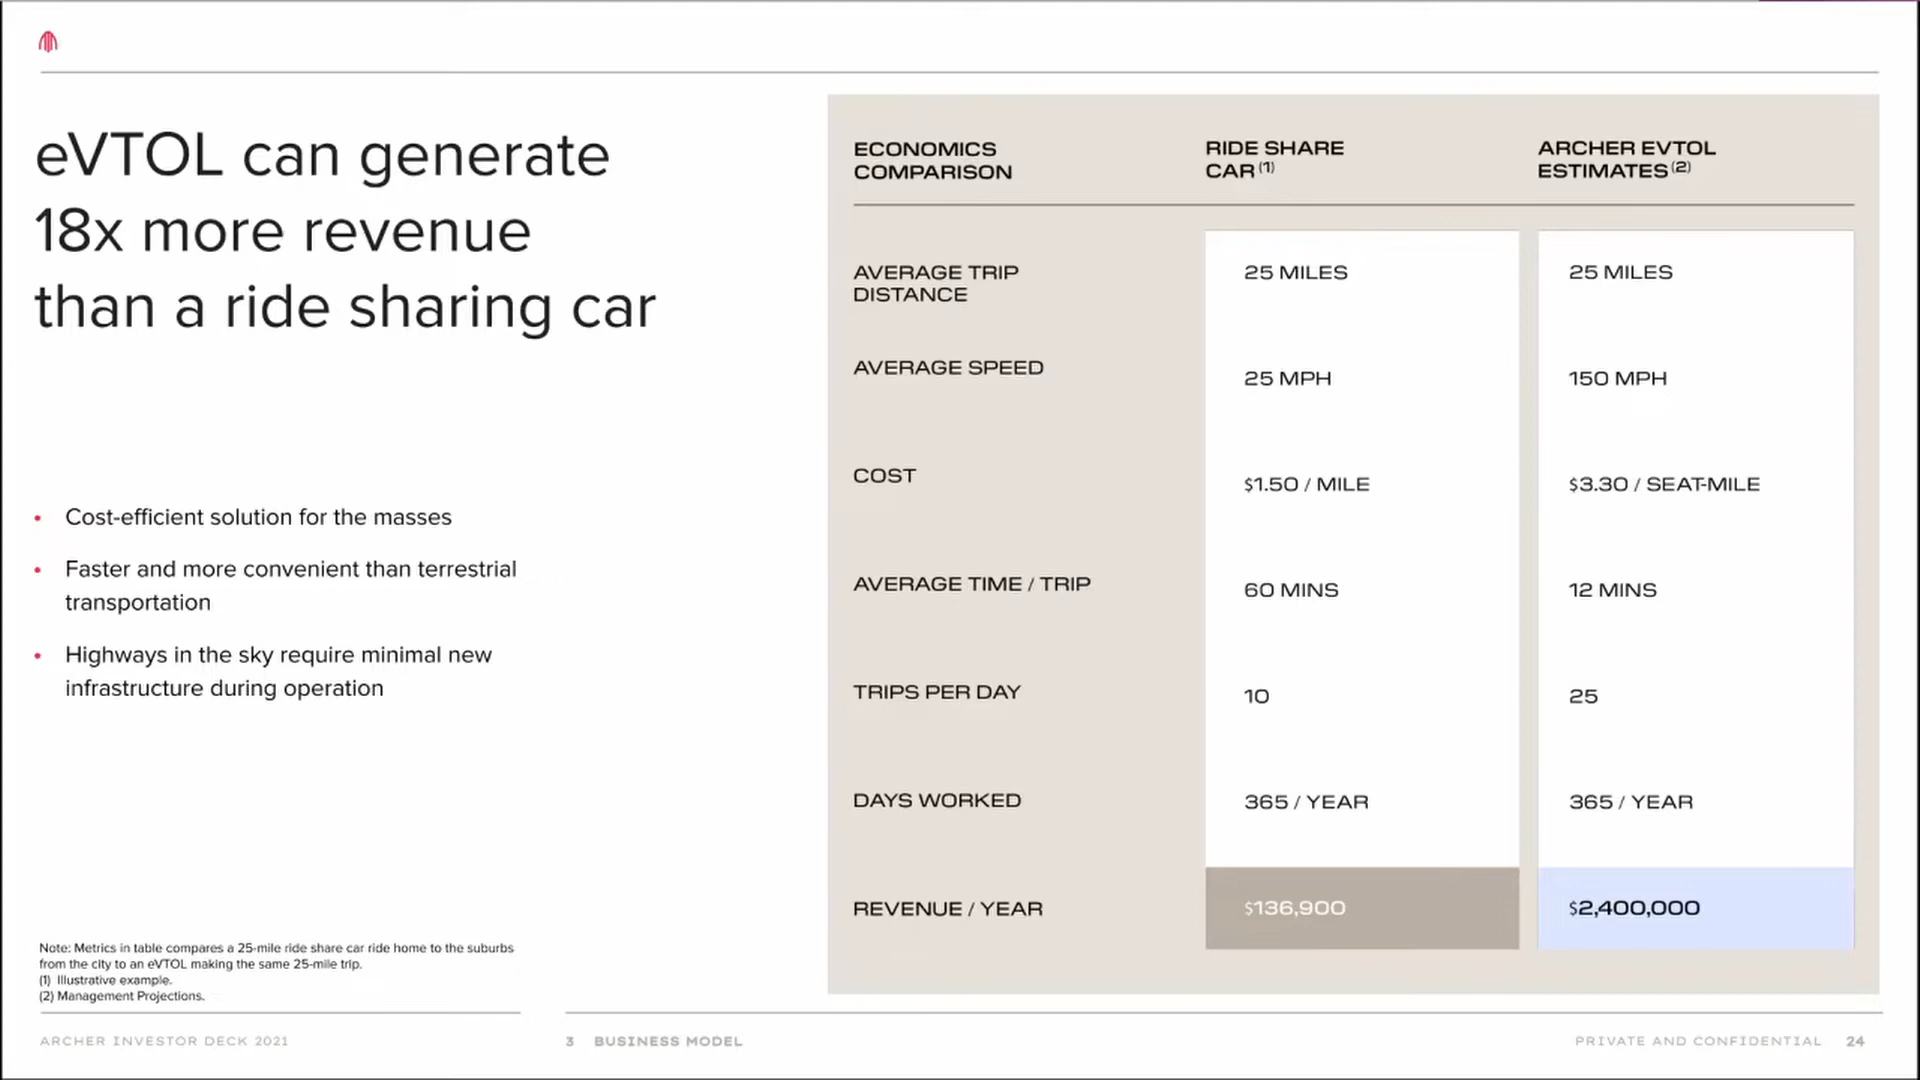 eVTOL can generate
18x more revenue
than a ride sharing car
• Cost-efficient solution for the masses
• Faster and more convenient than terrestrial
transportation
• Highways in the sky require minimal new
infrastructure during operation
Note: Metrics in table compares a 25-mile ride share car ride home to the suburbs
from the city to an eVTOL making the same 25-mile trip.
(1) Illustrative example.
(2) Management Projections.
ECONOMICS
COMPARISON
RIDE SHARE
CAR (1)
ARCHER EVTOL
ESTIMATES (2)
AVERAGE TRIP
DISTANCE
25 MILES
25 MILES
AVERAGE SPEED
25 MPH
150 MPH
COST
$1.50 / MILE
$3.30 / SEAT-MILE
AVERAGE TIME / TRIP
60 MINS
12 MINS
TRIPS PER DAY
10
25
DAYS WORKED
365 / YEAR
365 / YEAR
REVENUE / YEAR
$136,900
$2,400,000
ARCHER INVESTOR DECK 2021
3 BUSINESS MODEL
PRIVATE AND CONFIDENTIAL 24